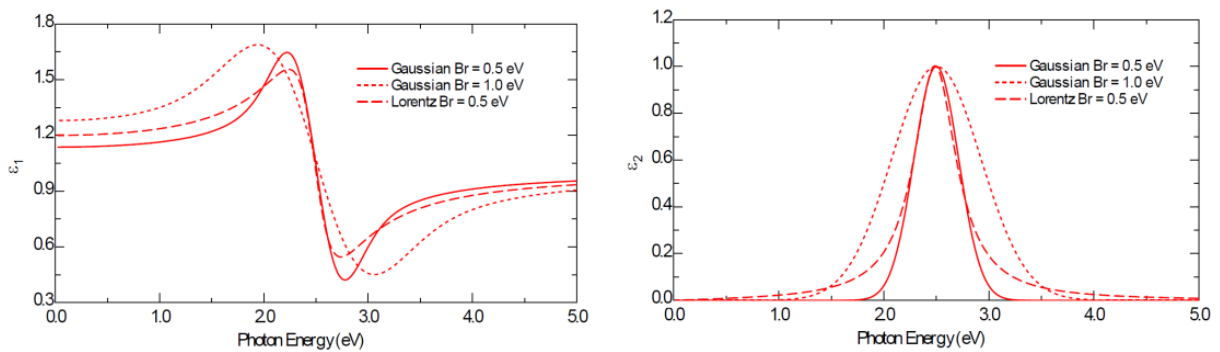 1.8
1.5
1.2
0.9
0.6
0.3
ε1
0.0
1.0
2.0
3.0
4.0
5.0
Photon Energy (eV)
Gaussian Br = 0.5 eV
Gaussian Br = 1.0 eV
Lorentz Br = 0.5 eV
1.2
1.0
0.8
0.6
0.4
0.2
0.0
ε2
0.0
1.0
2.0
3.0
4.0
5.0
Photon Energy (eV)
Gaussian Br = 0.5 eV
Gaussian Br = 1.0 eV
Lorentz Br = 0.5 eV